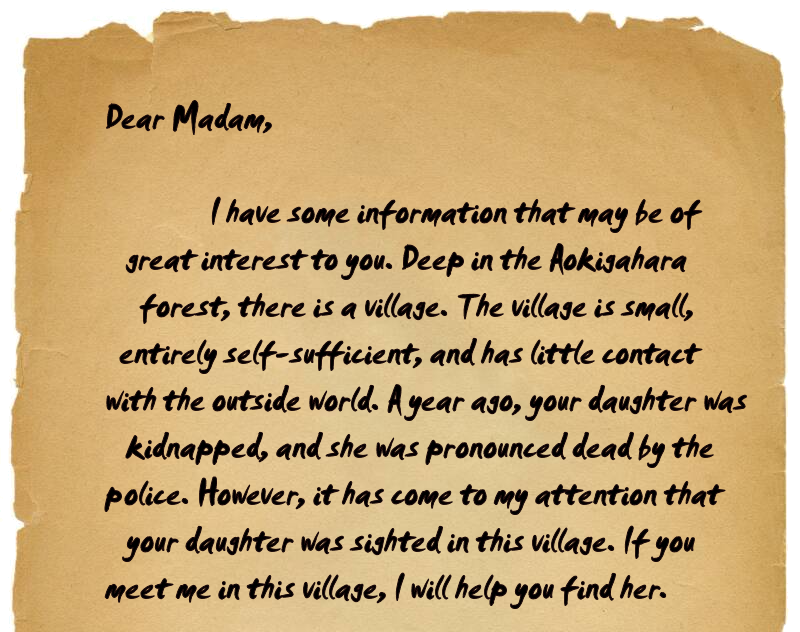 Dear Madam,
I have some information that may be of
great interest to you. Deep in the Aokigahara
forest, there is a village. The village is small,
entirely self-sufficient, and has little contact
with the outside world. A year ago, your daughter was
kidnapped, and she was pronounced dead by the
police. However, it has come to my attention that
your daughter was sighted in this village. If you
meet me in this village, I will help you find her.